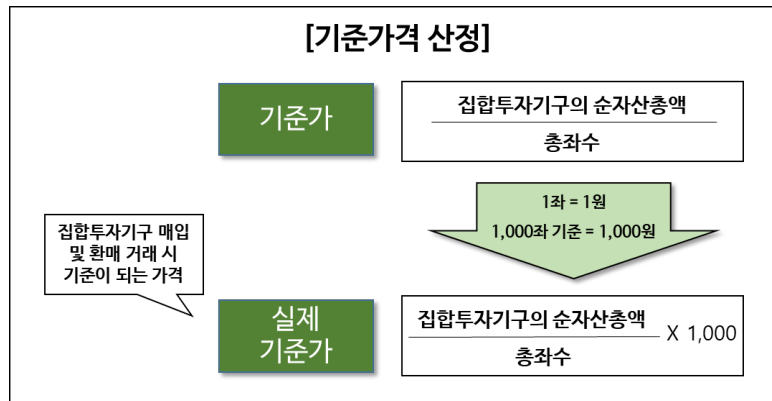 [기준가격 산정]
기준가
집합투자기구의 순자산총액
총좌수
1좌 = 1원
1,000좌 기준 = 1,000원
집합투자기구 매입
및 환매 거래 시
기준이 되는 가격
실제
기준가
집합투자기구의 순자산총액
총좌수
X 1,000